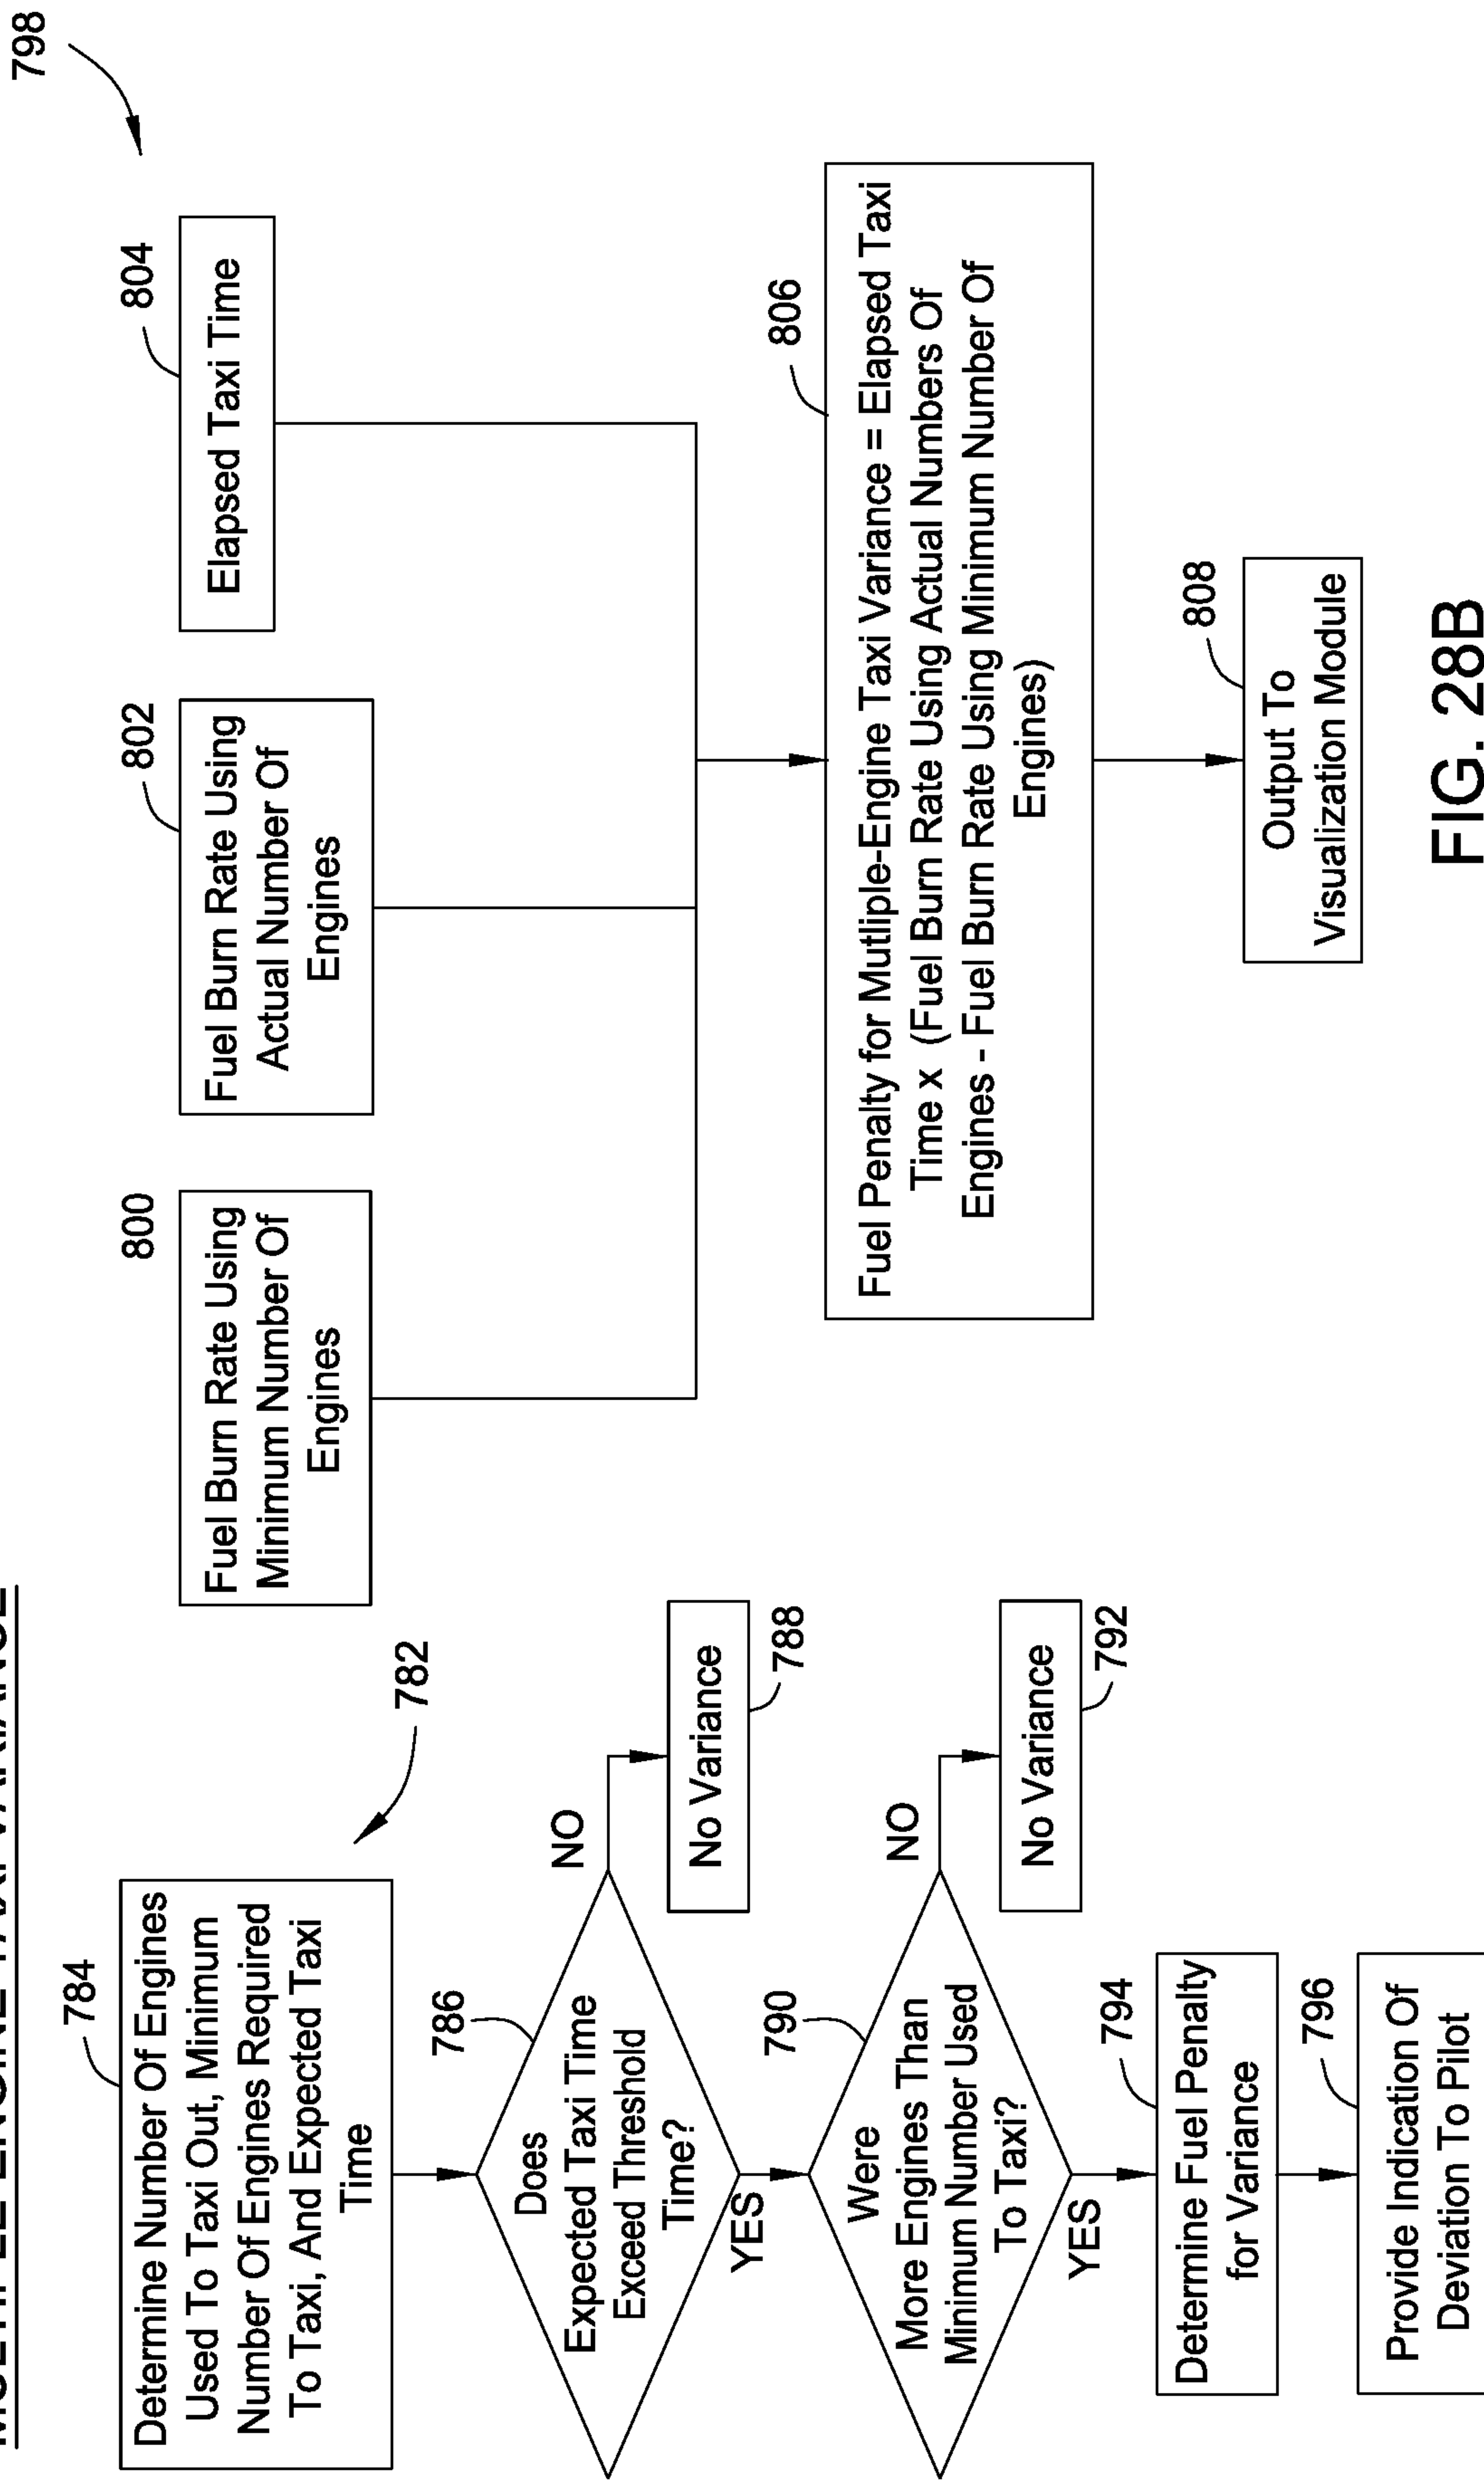 784
Determine Number Of Engines
Used To Taxi Out, Minimum
Number Of Engines Required
To Taxi, And Expected Taxi
Time
782
786
Does
Expected Taxi Time
Exceed Threshold
Time?
NO
No Variance
788
YES
790
Were
More Engines Than
Minimum Number Used
To Taxi?
NO
No Variance
792
YES
794
Determine Fuel Penalty
for Variance
796
Provide Indication Of
Deviation To Pilot
798
800
Fuel Burn Rate Using
Minimum Number Of
Engines
802
Fuel Burn Rate Using
Actual Number Of
Engines
804
Elapsed Taxi Time
806
Fuel Penalty for Mutliple-Engine Taxi Variance = Elapsed Taxi
Time x (Fuel Burn Rate Using Actual Numbers Of
Engines - Fuel Burn Rate Using Minimum Number Of
Engines)
808
Output To
Visualization Module
FIG. 28B